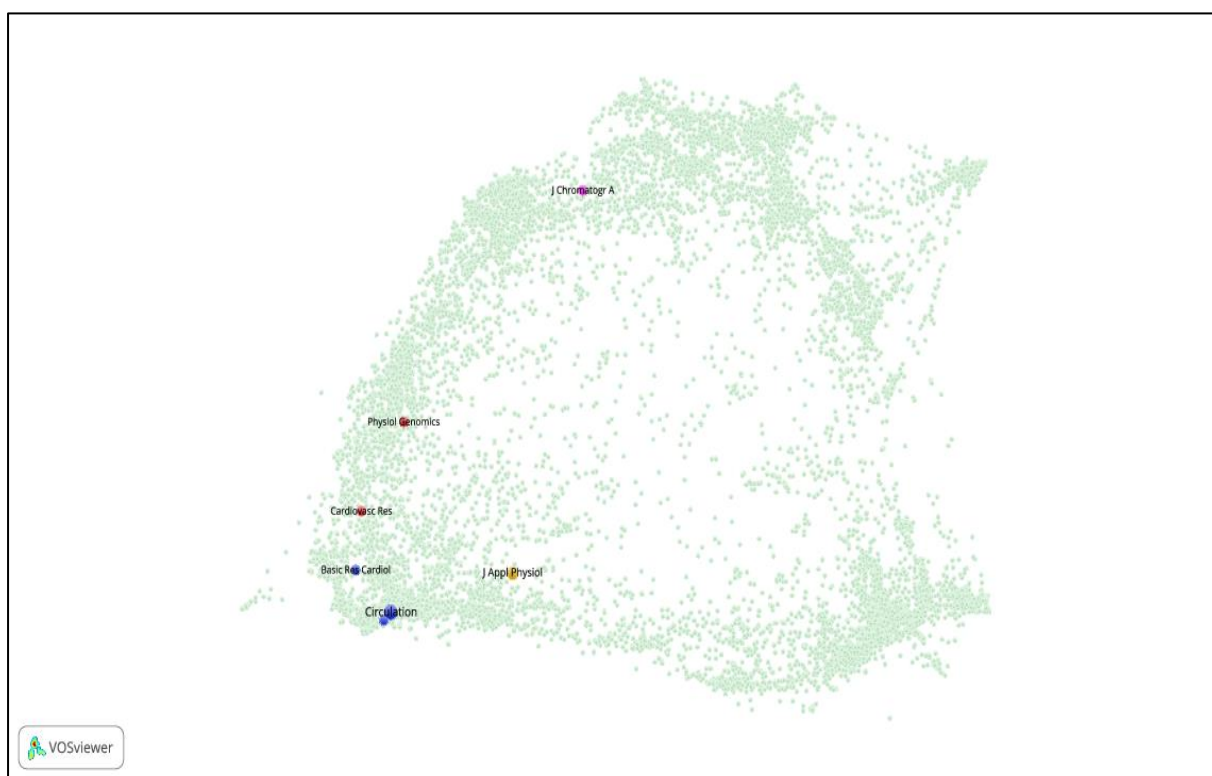 J Chromatogr A
Physiol Genomics
Cardiovasc Res
Basic Res Cardiol
J Appl Physiol
Circulation
VOSviewer